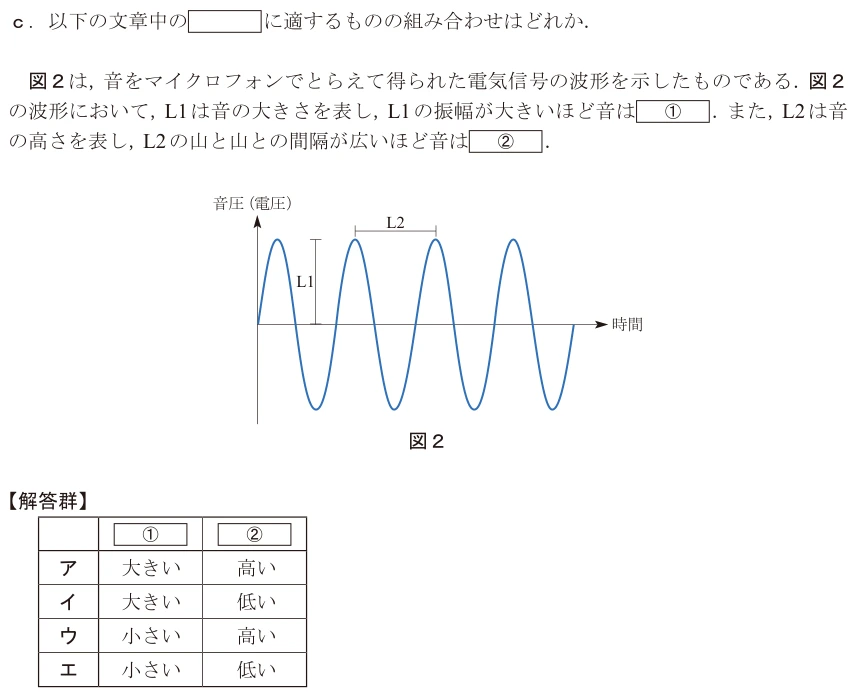 c．以下の文章中の　　　に適するものの組み合わせはどれか．
図2は，音をマイクロフォンでとらえて得られた電気信号の波形を示したものである．図2
の波形において，L1は音の大きさを表し，L1の振幅が大きいほど音は ① ．また，L2は音
の高さを表し，L2の山と山との間隔が広いほど音は ② ．
音圧（電圧）
L2
L1
時間
図2
【解答群】
① ②
ア 大きい 高い
イ 大きい 低い
ウ 小さい 高い
エ 小さい 低い